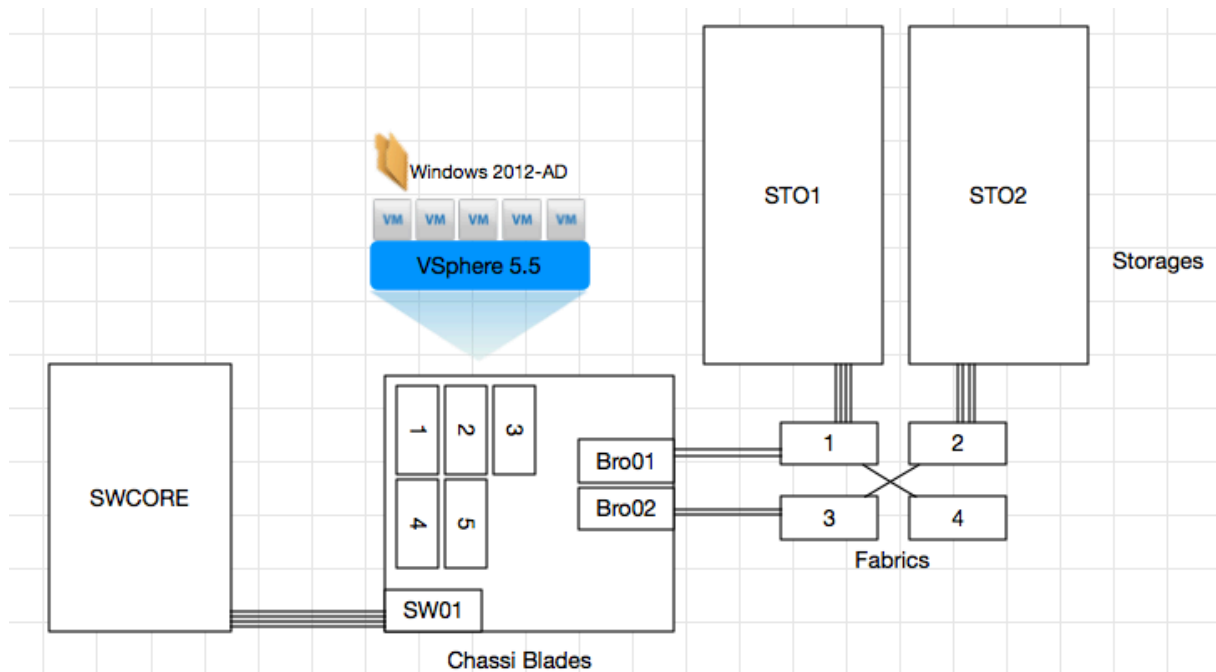 STO1
STO2
Windows 2012-AD
VM VM VM VM VM
VSphere 5.5
Storages
SWCORE
1 2 3
4 5
Bro01
Bro02
SW01
1
2
3
4
Fabrics
Chassi Blades